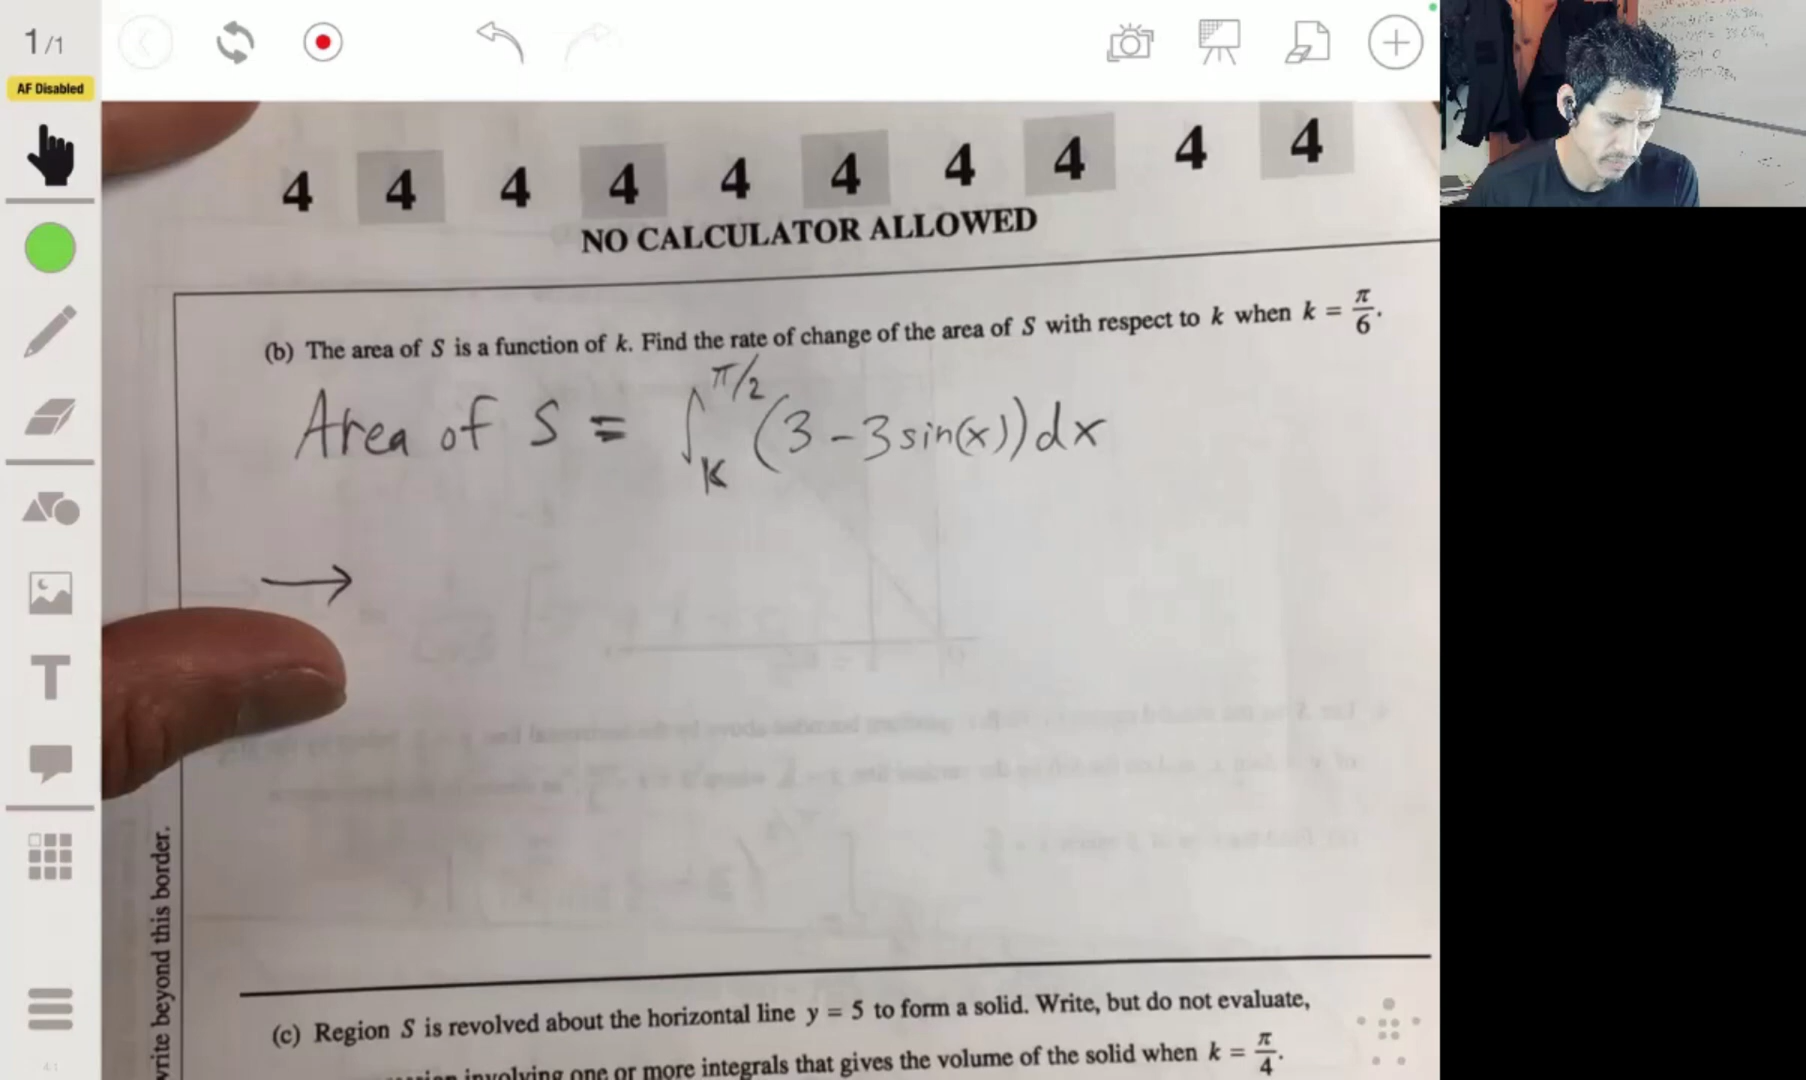 1/1
AF Disabled
4 4 4 4 4 4 4 4 4 4
NO CALCULATOR ALLOWED
(b) The area of S is a function of k. Find the rate of change of the area of S with respect to k when k = π/6.
Area of S = ∫_K^{π/2} (3 - 3 sin(x)) dx
→
T
write beyond this border.
(c) Region S is revolved about the horizontal line y = 5 to form a solid. Write, but do not evaluate,
involving one or more integrals that gives the volume of the solid when k = π/4.